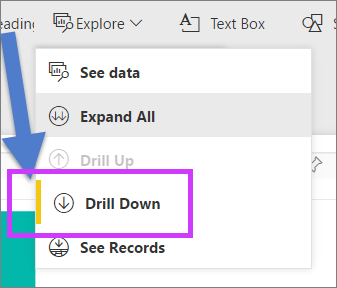 eading Explore Text Box S
See data
Expand All
Drill Up
Drill Down
See Records